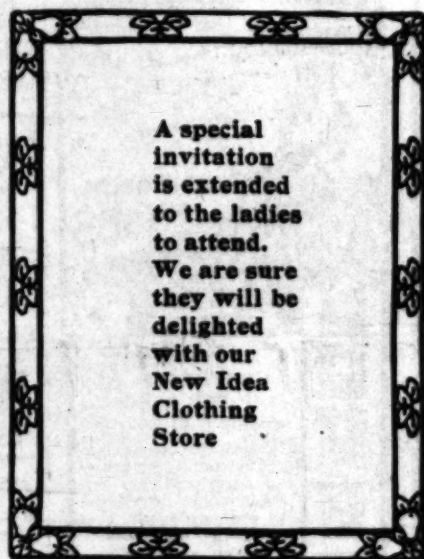 A special
invitation
is extended
to the ladies
to attend.
We are sure
they will be
delighted
with our
New Idea
Clothing
Store